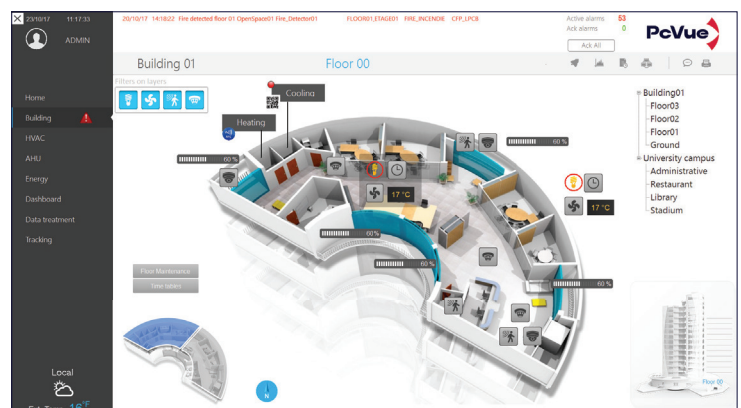 23/10/17 11:17:33
20/10/17 14:18:22 Fire detected floor 01 OpenSpace01 Fire_Detector01 FLOOR01,ETAGE01 FIRE_INCENDIE CFP_LPCB
Active alarms 53
Ack alarms 0
Ack All
PcVue
ADMIN
Building 01
Floor 00
Filters on layers
Home
Building
HVAC
AHU
Energy
Dashboard
Data treatment
Tracking
Cooling
Heating
60 %
60 %
17 °C
60 %
60 %
60 %
17 °C
Building01
Floor03
Floor02
Floor01
Ground
University campus
Administrative
Restaurant
Library
Stadium
Floor Maintenance
Time tables
Local
N
Floor 00